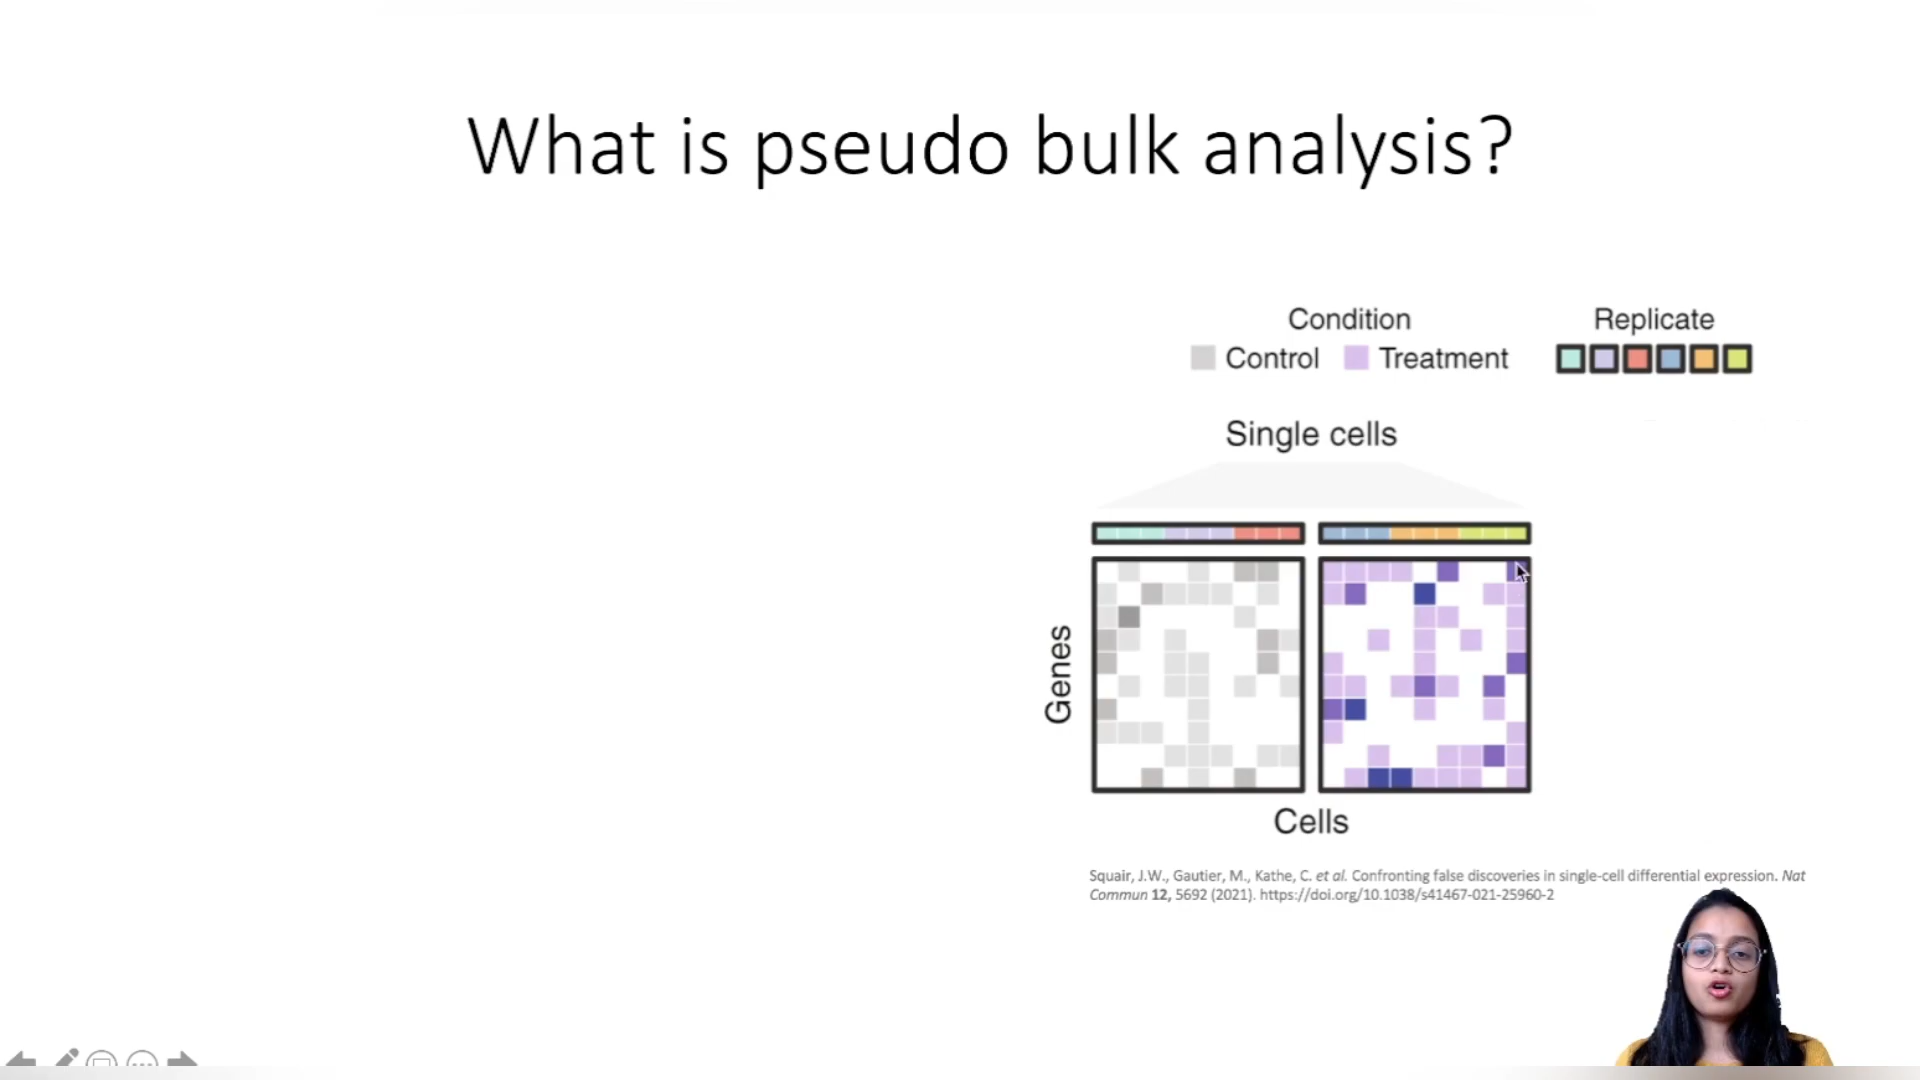 What is pseudo bulk analysis?
Condition
Replicate
Control Treatment
Single cells
Genes
Cells
Squair, J.W., Gautier, M., Kathe, C. et al. Confronting false discoveries in single-cell differential expression. Nat
Commun 12, 5692 (2021). https://doi.org/10.1038/s41467-021-25960-2